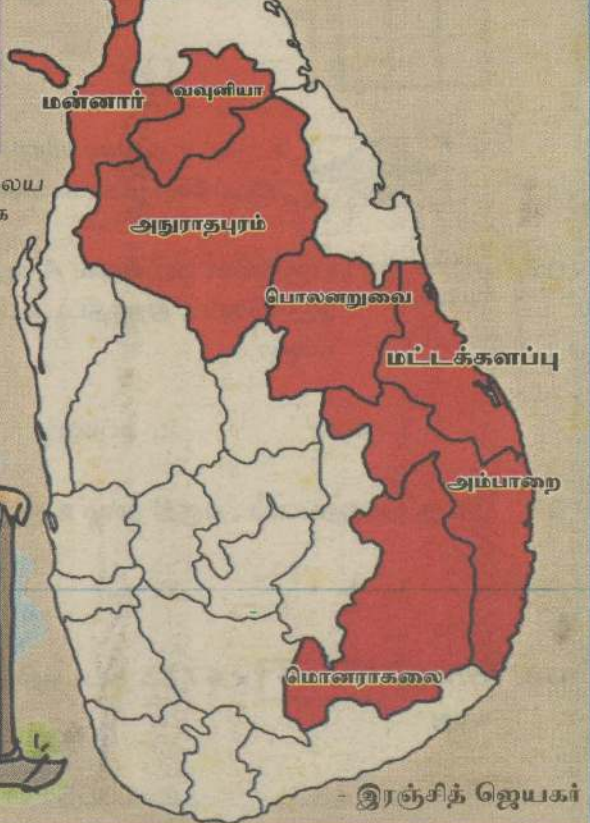 மன்னார்
வவுனியா
லைய
க
அநுராதபுரம்
பொலனறுவை
மட்டக்களப்பு
அம்பாறை
மொனராகலை
- இரஞ்சித் ஜெயகர்